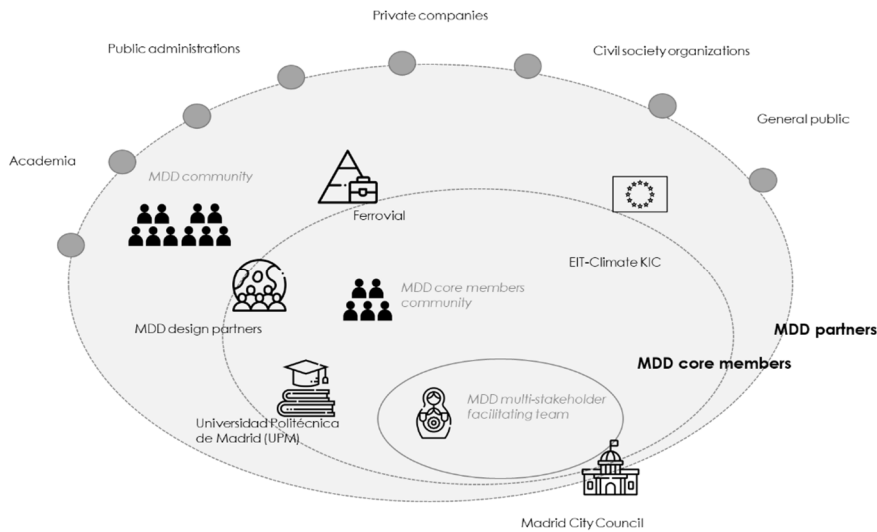 Private companies
Public administrations
Civil society organizations
General public
Academia
MDD community
Ferrovial
EIT-Climate KIC
MDD core members
community
MDD design partners
MDD partners
MDD core members
MDD multi-stakeholder
facilitating team
Universidad Politécnica
de Madrid (UPM)
Madrid City Council